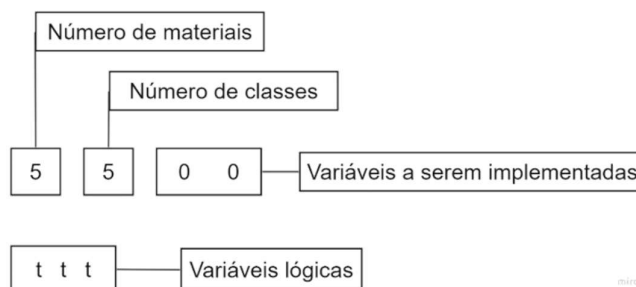 Número de materiais
Número de classes
5 5 0 0 Variáveis a serem implementadas
t t t Variáveis lógicas